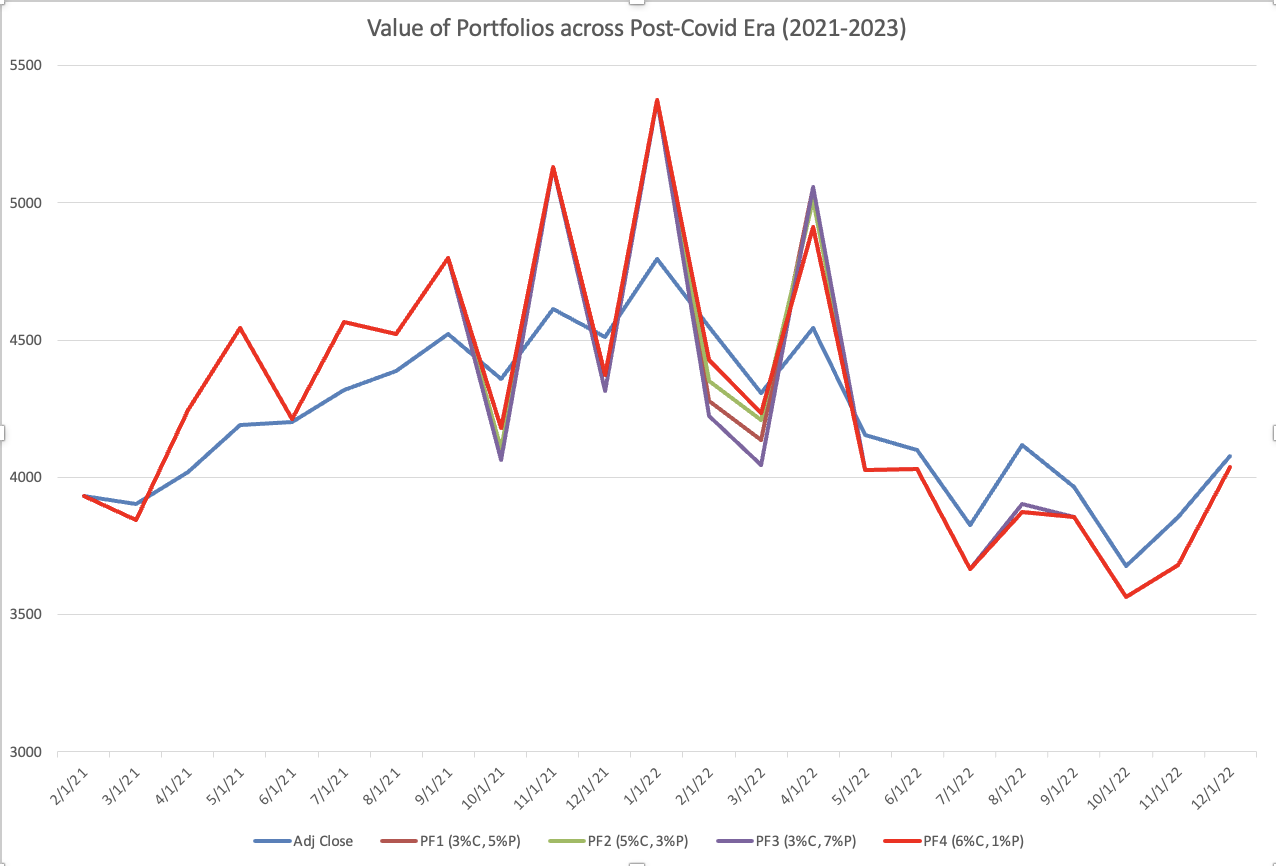 Value of Portfolios across Post-Covid Era (2021-2023)
5500
5000
4500
4000
3500
3000
2/1/21 3/1/21 4/1/21 5/1/21 6/1/21 7/1/21 8/1/21 9/1/21 10/1/21 11/1/21 12/1/21 1/1/22 2/1/22 3/1/22 4/1/22 5/1/22 6/1/22 7/1/22 8/1/22 9/1/22 10/1/22 11/1/22 12/1/22
Adj Close PF1 (3%C, 5%P) PF2 (5%C, 3%P) PF3 (3%C, 7%P) PF4 (6%C, 1%P)